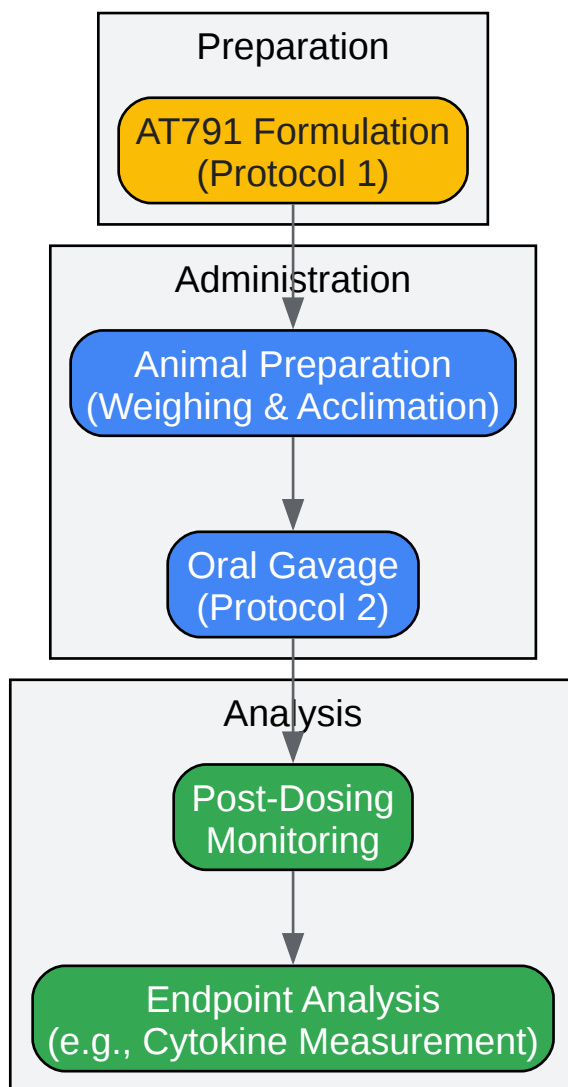 Preparation
AT791 Formulation
(Protocol 1)
Administration
Animal Preparation
(Weighing & Acclimation)
Oral Gavage
(Protocol 2)
Analysis
Post-Dosing
Monitoring
Endpoint Analysis
(e.g., Cytokine Measurement)